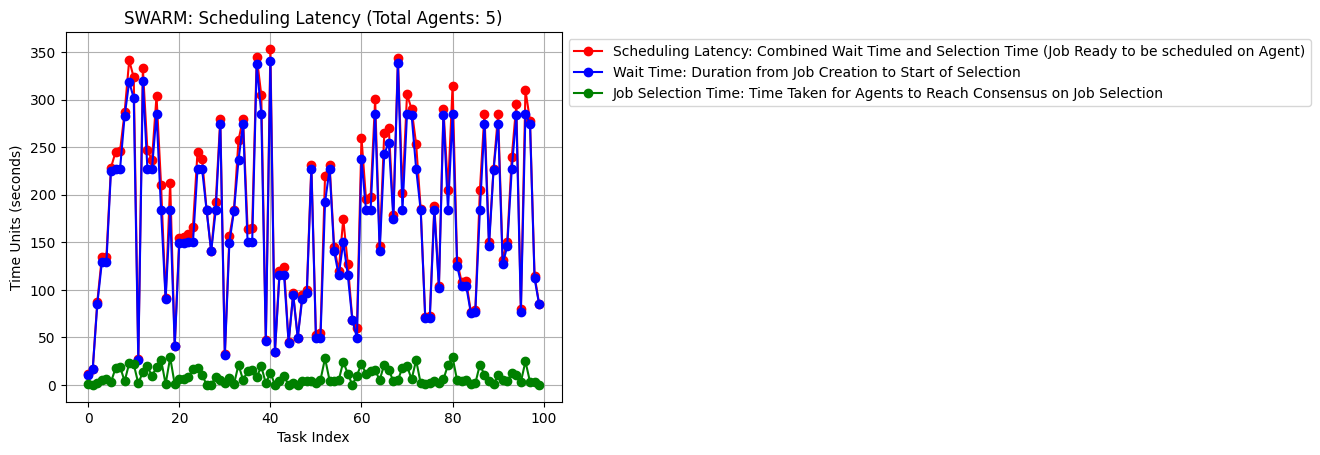 SWARM: Scheduling Latency (Total Agents: 5)
Scheduling Latency: Combined Wait Time and Selection Time (Job Ready to be scheduled on Agent)
Wait Time: Duration from Job Creation to Start of Selection
Job Selection Time: Time Taken for Agents to Reach Consensus on Job Selection
Time Units (seconds)
350
300
250
200
150
100
50
0
0 20 40 60 80 100
Task Index